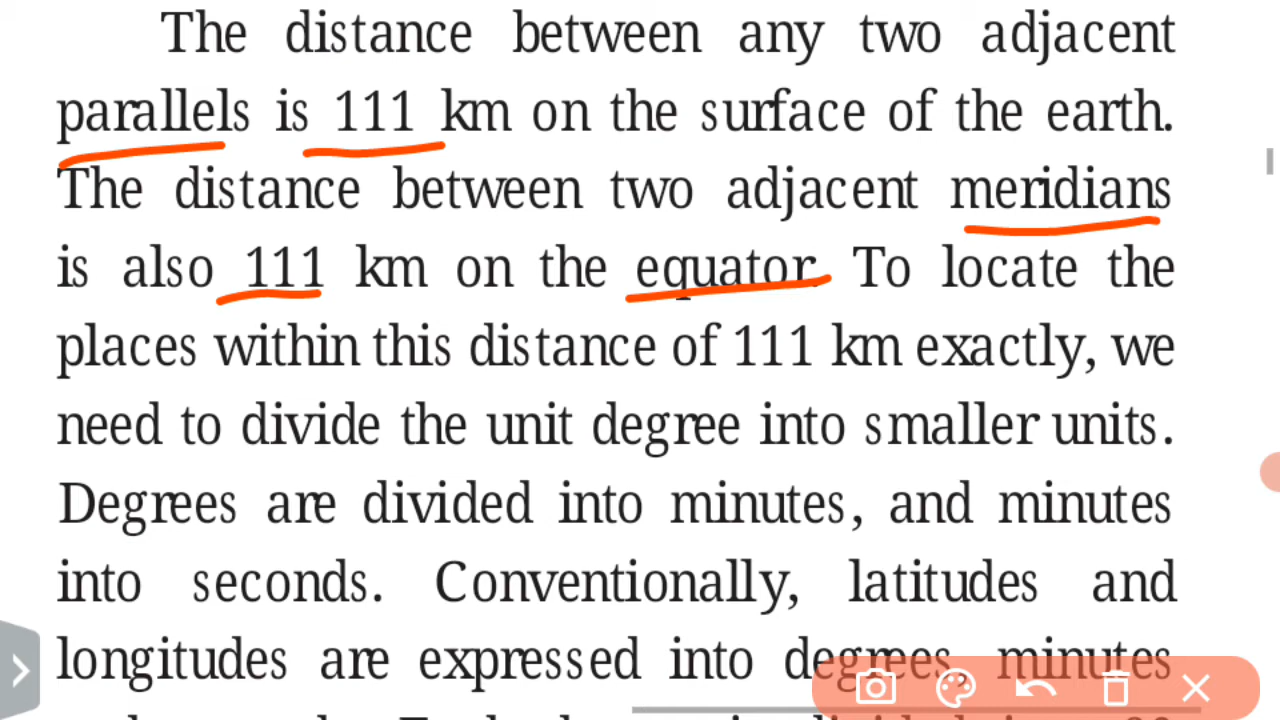 The distance between any two adjacent
parallels is 111 km on the surface of the earth.
The distance between two adjacent meridians
is also 111 km on the equator. To locate the
places within this distance of 111 km exactly, we
need to divide the unit degree into smaller units.
Degrees are divided into minutes, and minutes
into seconds. Conventionally, latitudes and
longitudes are expressed into degrees, minutes